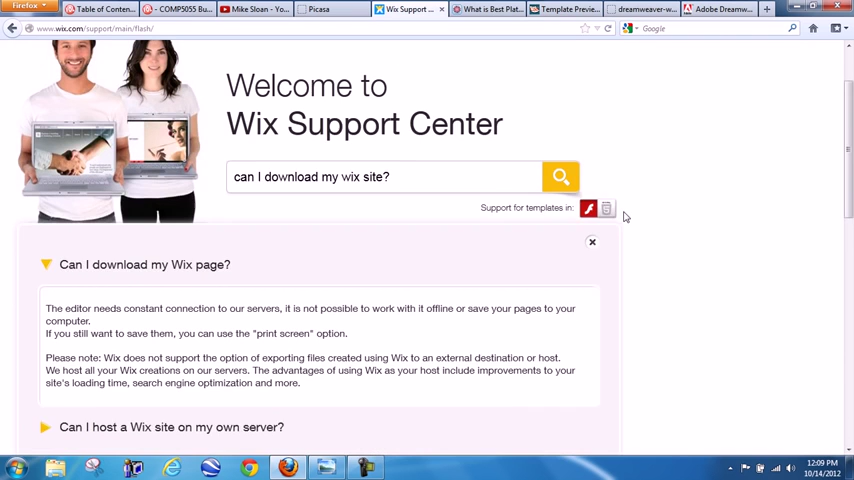 Firefox
Table of Conten...
- COMP5055 Bu...
Mike Sloan - Yo...
Picasa
Wix Support ...
What is Best Plat...
Template Preview...
dreamweaver-w...
Adobe Dreamw...
www.wix.com/support/main/flash/
Google
Welcome to
Wix Support Center
can I download my wix site?
Support for templates in:
Can I download my Wix page?
The editor needs constant connection to our servers, it is not possible to work with it offline or save your pages to your
computer.
If you still want to save them, you can use the "print screen" option.
Please note: Wix does not support the option of exporting files created using Wix to an external destination or host.
We host all your Wix creations on our servers. The advantages of using Wix as your host include improvements to your
site's loading time, search engine optimization and more.
Can I host a Wix site on my own server?
12:09 PM
10/14/2012